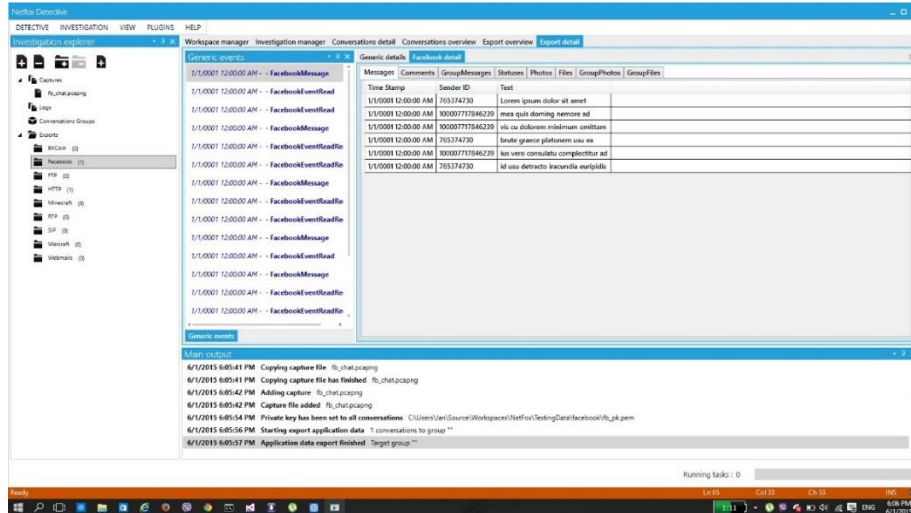 Netfox Detective
DETECTIVE INVESTIGATION VIEW PLUGINS HELP
Investigation explorer
Captures
fb_chat.pcapng
Logs
Conversations Groups
Exports
BitCoin (0)
Facebook (1)
FTP (0)
HTTP (1)
Minecraft (0)
RTP (0)
SIP (0)
Warcraft (0)
Webmails (0)
Workspace manager Investigation manager Conversations detail Conversations overview Export overview Export detail
Generic events
1/1/0001 12:00:00 AM - - FacebookMessage
1/1/0001 12:00:00 AM - - FacebookEventRead
1/1/0001 12:00:00 AM - - FacebookEventRead
1/1/0001 12:00:00 AM - - FacebookMessage
1/1/0001 12:00:00 AM - - FacebookEventReadRe
1/1/0001 12:00:00 AM - - FacebookEventReadRe
1/1/0001 12:00:00 AM - - FacebookMessage
1/1/0001 12:00:00 AM - - FacebookEventReadRe
1/1/0001 12:00:00 AM - - FacebookEventReadRe
1/1/0001 12:00:00 AM - - FacebookMessage
1/1/0001 12:00:00 AM - - FacebookEventRead
1/1/0001 12:00:00 AM - - FacebookMessage
1/1/0001 12:00:00 AM - - FacebookEventReadRe
1/1/0001 12:00:00 AM - - FacebookEventReadRe
Generic events
Generic details Facebook detail
Messages Comments GroupMessages Statuses Photos Files GroupPhotos GroupFiles
Time Stamp Sender ID Text
1/1/0001 12:00:00 AM 765374730 Lorem ipsum dolor sit amet
1/1/0001 12:00:00 AM 100007717846239 mea quis doming nemore ad
1/1/0001 12:00:00 AM 100007717846239 vis cu dolorem minimum omittam
1/1/0001 12:00:00 AM 765374730 brute graece platonem usu ea
1/1/0001 12:00:00 AM 100007717846239 ius vero consulatu complectitur ad
1/1/0001 12:00:00 AM 765374730 id usu detracto iracundia euripidis
Main output
6/1/2015 6:05:41 PM Copying capture file fb_chat.pcapng
6/1/2015 6:05:41 PM Copying capture file has finished fb_chat.pcapng
6/1/2015 6:05:42 PM Adding capture fb_chat.pcapng
6/1/2015 6:05:42 PM Capture file added fb_chat.pcapng
6/1/2015 6:05:54 PM Private key has been set to all conversations C:\Users\Jan\Source\Workspaces\NetFox\TestingData\facebook\fb_pk.pem
6/1/2015 6:05:56 PM Starting export application data 1 conversations to group ""
6/1/2015 6:05:57 PM Application data export finished Target group ""
Running tasks : 0
Ready Ln 65 Col 33 Ch 33 INS
1:11 ENG 6:06 PM
6/1/2015